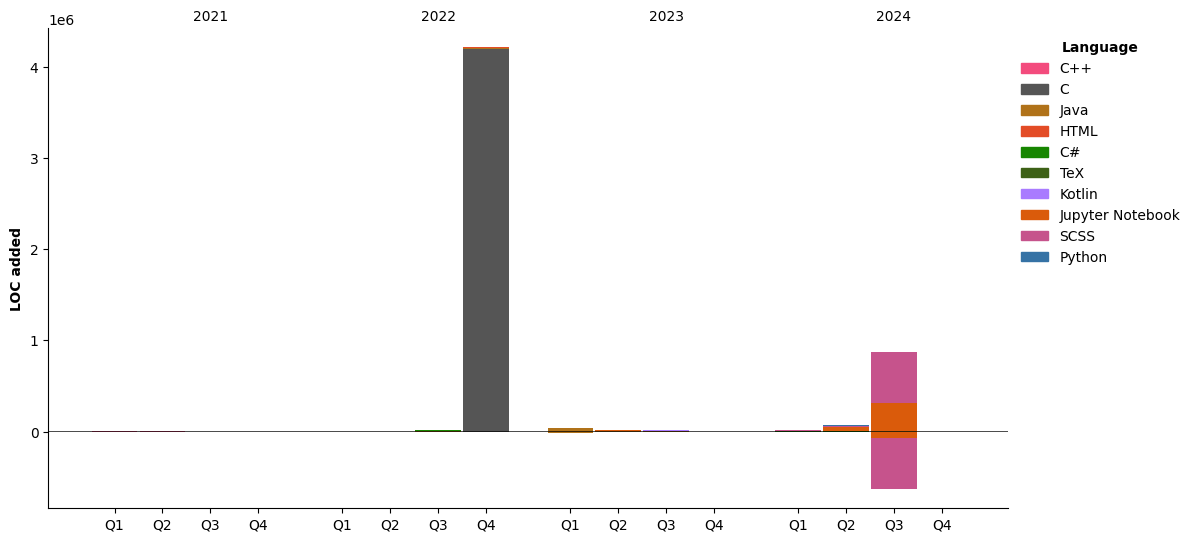 1e6
2021 2022 2023 2024
Language
C++
C
Java
HTML
C#
TeX
Kotlin
Jupyter Notebook
SCSS
Python
LOC added
4
3
2
1
0
Q1 Q2 Q3 Q4 Q1 Q2 Q3 Q4 Q1 Q2 Q3 Q4 Q1 Q2 Q3 Q4